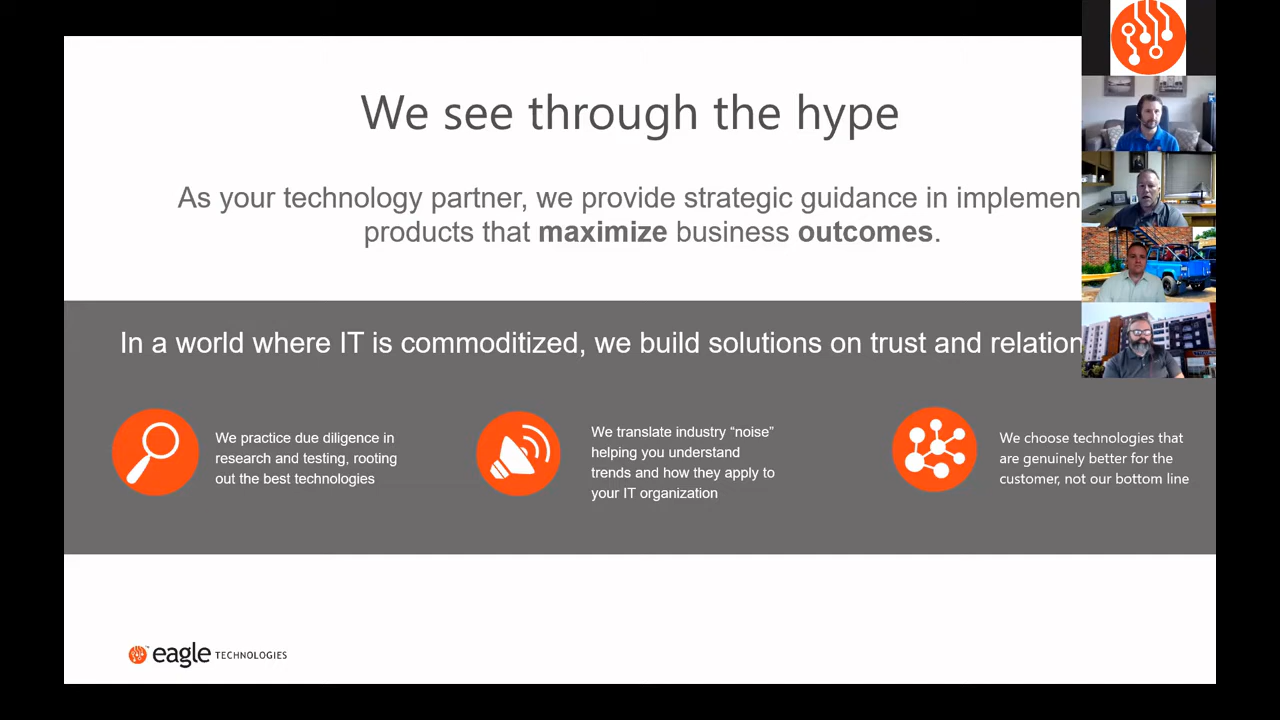 We see through the hype
As your technology partner, we provide strategic guidance in implemen
products that maximize business outcomes.
In a world where IT is commoditized, we build solutions on trust and relation
We practice due diligence in
research and testing, rooting
out the best technologies
We translate industry “noise”
helping you understand
trends and how they apply to
your IT organization
We choose technologies that
are genuinely better for the
customer, not our bottom line
eagle TECHNOLOGIES